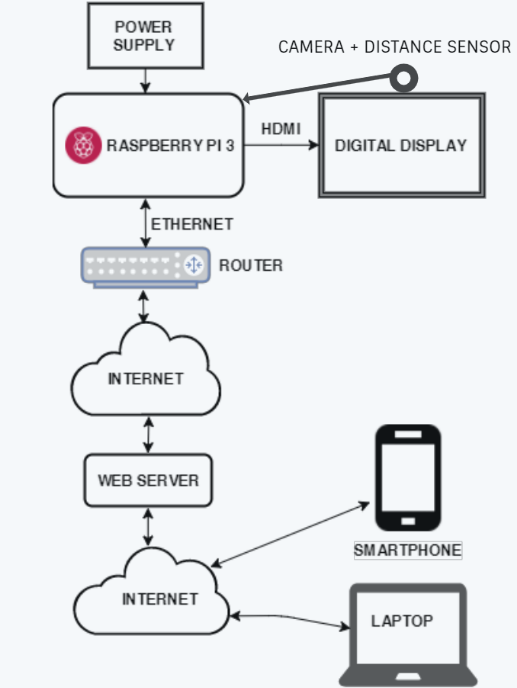 POWER
SUPPLY
CAMERA + DISTANCE SENSOR
RASPBERRY PI 3
HDMI
DIGITAL DISPLAY
ETHERNET
ROUTER
INTERNET
WEB SERVER
SMARTPHONE
INTERNET
LAPTOP